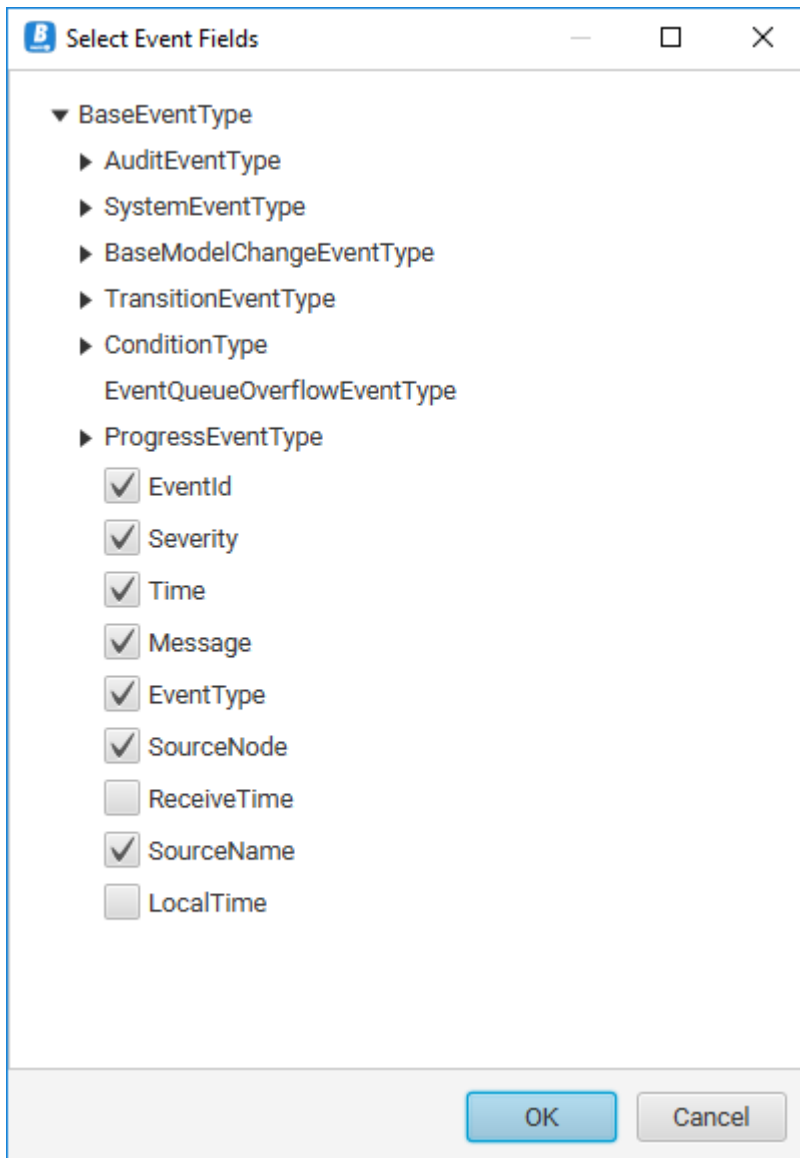 B Select Event Fields
BaseEventType
AuditEventType
SystemEventType
BaseModelChangeEventType
TransitionEventType
ConditionType
EventQueueOverflowEventType
ProgressEventType
EventId
Severity
Time
Message
EventType
SourceNode
ReceiveTime
SourceName
LocalTime
OK Cancel